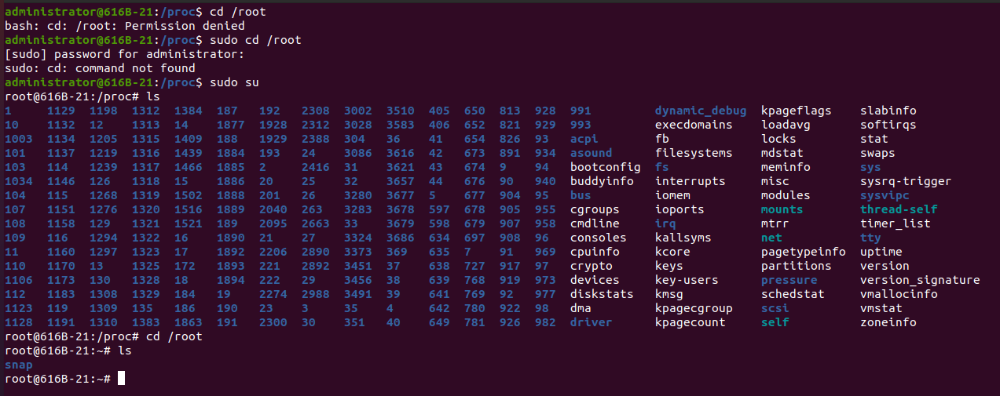 administrator@616B-21:/proc$ cd /root
bash: cd: /root: Permission denied
administrator@616B-21:/proc$ sudo cd /root
[sudo] password for administrator:
sudo: cd: command not found
administrator@616B-21:/proc$ sudo su
root@616B-21:/proc# ls
1 1129 1198 1312 1384 187 192 2308 3002 3510 405 650 813 928 991 dynamic_debug kpageflags slabinfo
10 1132 12 1313 14 1877 1928 2312 3028 3583 406 652 821 929 993 execdomains loadavg softirqs
1003 1134 1205 1315 1409 188 1929 2388 304 36 41 654 826 93 acpi fb locks stat
101 1137 1219 1316 1439 1884 193 24 3086 3616 42 673 891 934 asound filesystems mdstat swaps
103 114 1239 1317 1466 1885 2 2416 31 3621 43 674 9 94 bootconfig fs meminfo sys
1034 1146 126 1318 15 1886 20 25 32 3657 44 676 90 940 buddyinfo interrupts misc sysrq-trigger
104 115 1268 1319 1502 1888 201 26 3280 3677 5 677 904 95 bus iomem modules sysvipc
107 1151 1276 1320 1516 1889 2040 263 3283 3678 597 678 905 955 cgroups ioports mounts thread-self
108 1158 129 1321 1521 189 2095 2663 33 3679 598 679 907 958 cmdline irq mtrr timer_list
109 116 1294 1322 16 1890 21 27 3324 3686 634 697 908 96 consoles kallsyms net tty
11 1160 1297 1323 17 1892 2206 2890 3373 369 635 7 91 969 cpuinfo kcore pagetypeinfo uptime
110 1170 13 1325 172 1893 221 2892 3451 37 638 727 917 97 crypto keys partitions version
1106 1173 130 1328 18 1894 222 29 3456 38 639 768 919 973 devices key-users pressure version_signature
112 1183 1308 1329 184 19 2274 2988 3491 39 641 769 92 977 diskstats kmsg schedstat vmallocinfo
1123 119 1309 135 186 190 23 3 35 4 642 780 922 98 dma kpagecgroup scsi vmstat
1128 1191 1310 1383 1863 191 2300 30 351 40 649 781 926 982 driver kpagecount self zoneinfo
root@616B-21:/proc# cd /root
root@616B-21:~# ls
snap
root@616B-21:~#